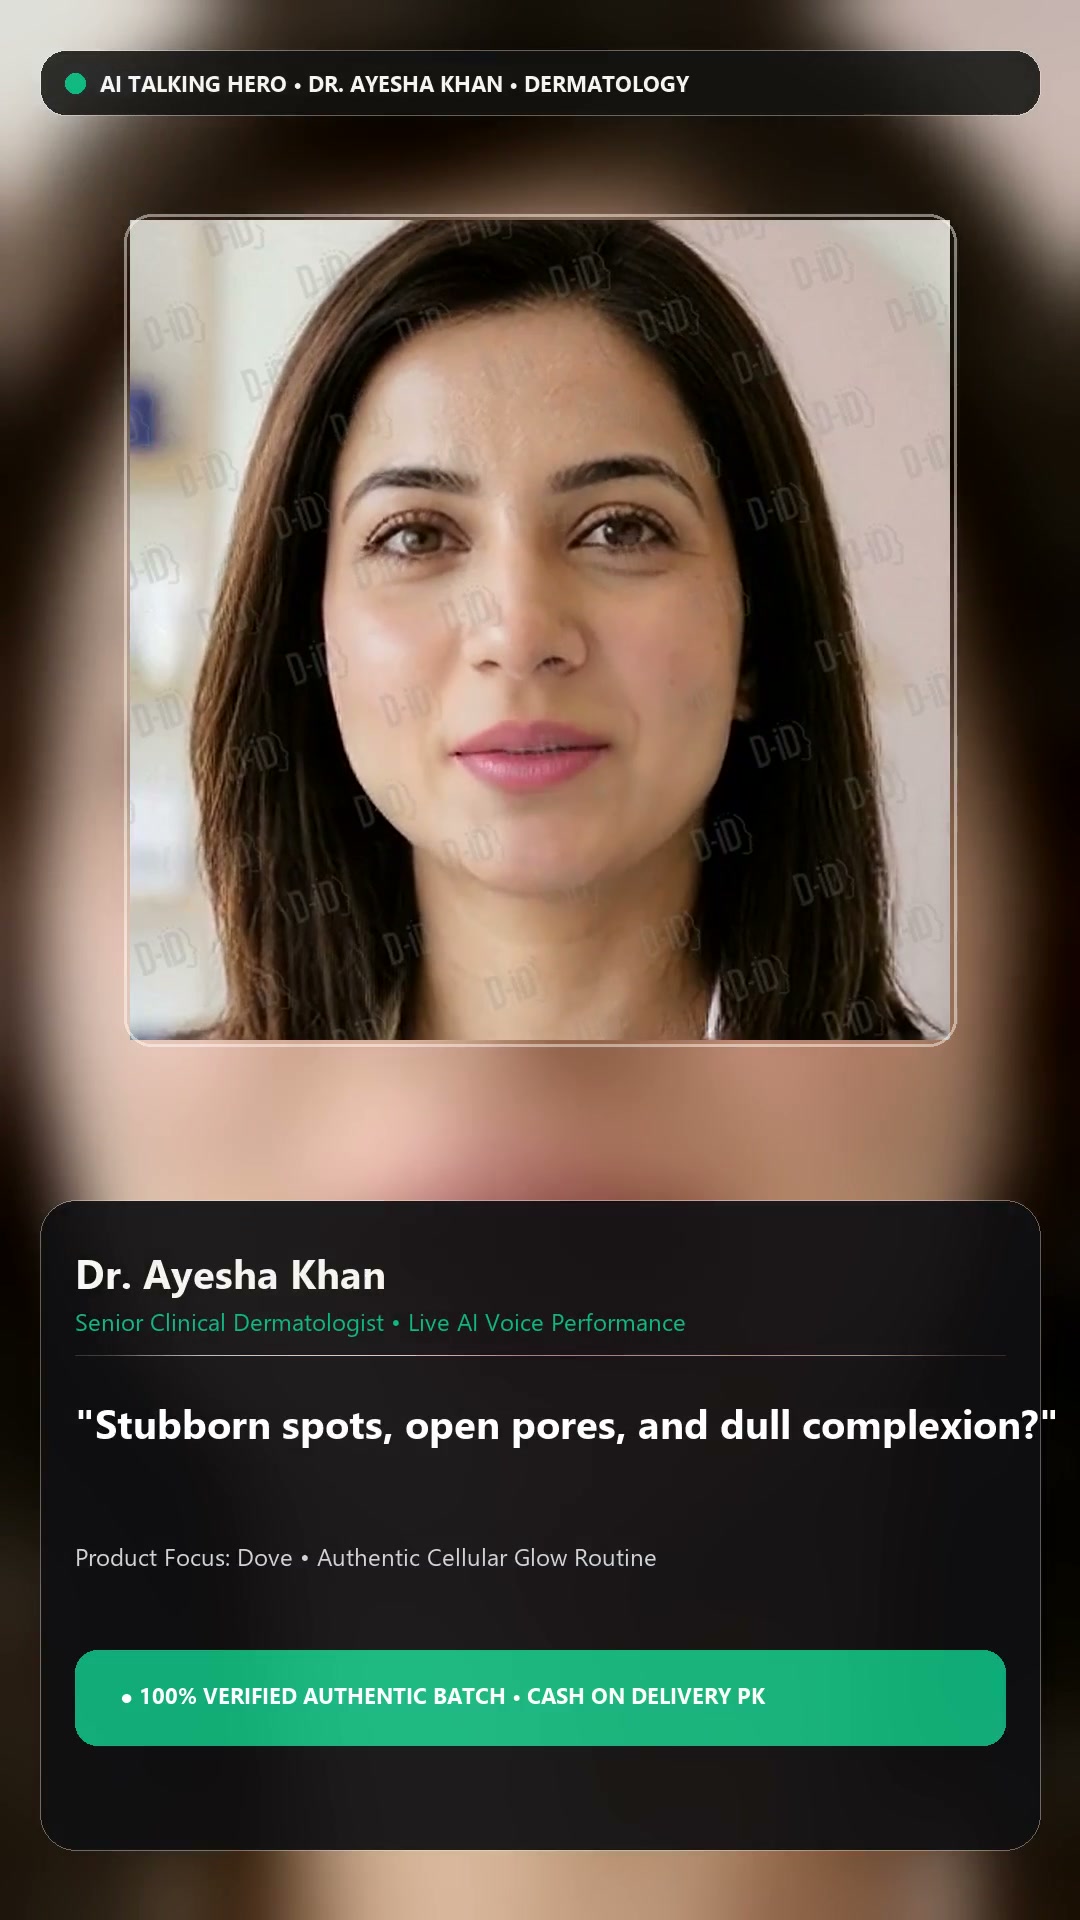 AI TALKING HERO • DR. AYESHA KHAN • DERMATOLOGY
D-iD}
Dr. Ayesha Khan
Senior Clinical Dermatologist • Live AI Voice Performance
"Stubborn spots, open pores, and dull complexion?"
Product Focus: Dove • Authentic Cellular Glow Routine
• 100% VERIFIED AUTHENTIC BATCH • CASH ON DELIVERY PK